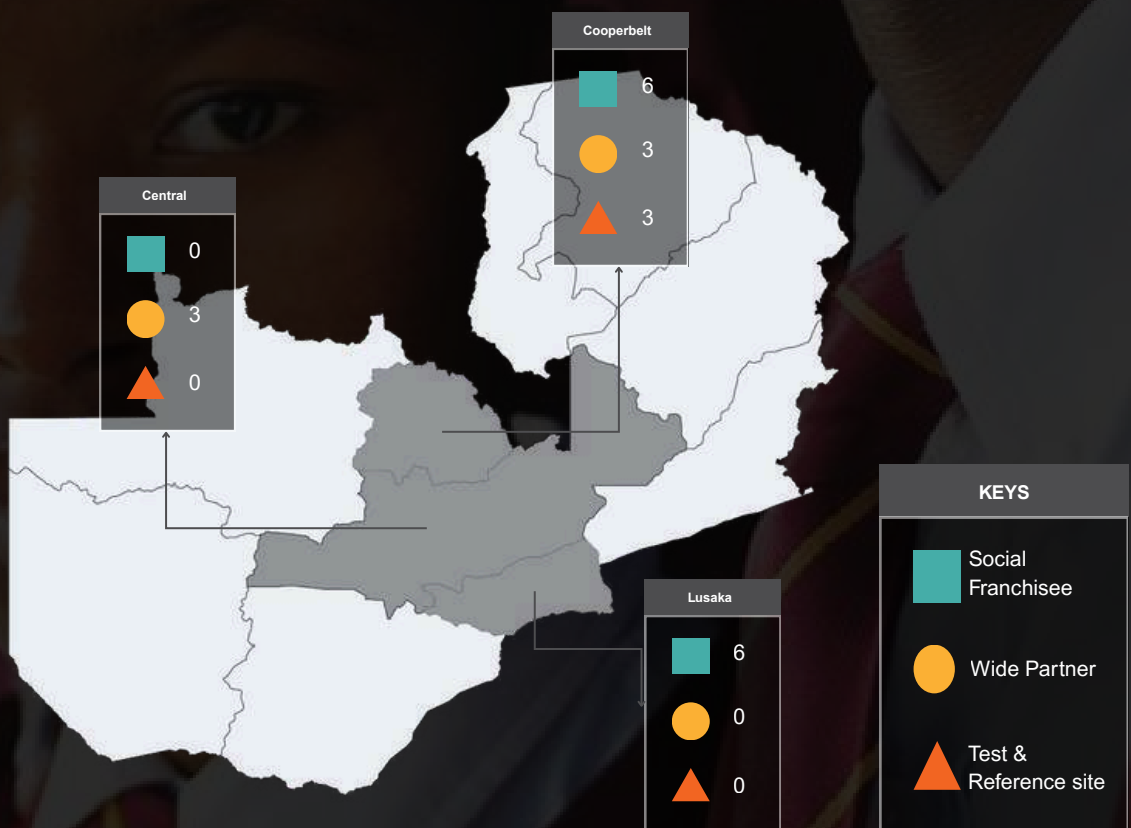 Cooperbelt
6
3
3
Central
0
3
0
Lusaka
6
0
0
KEYS
Social
Franchisee
Wide Partner
Test &
Reference site